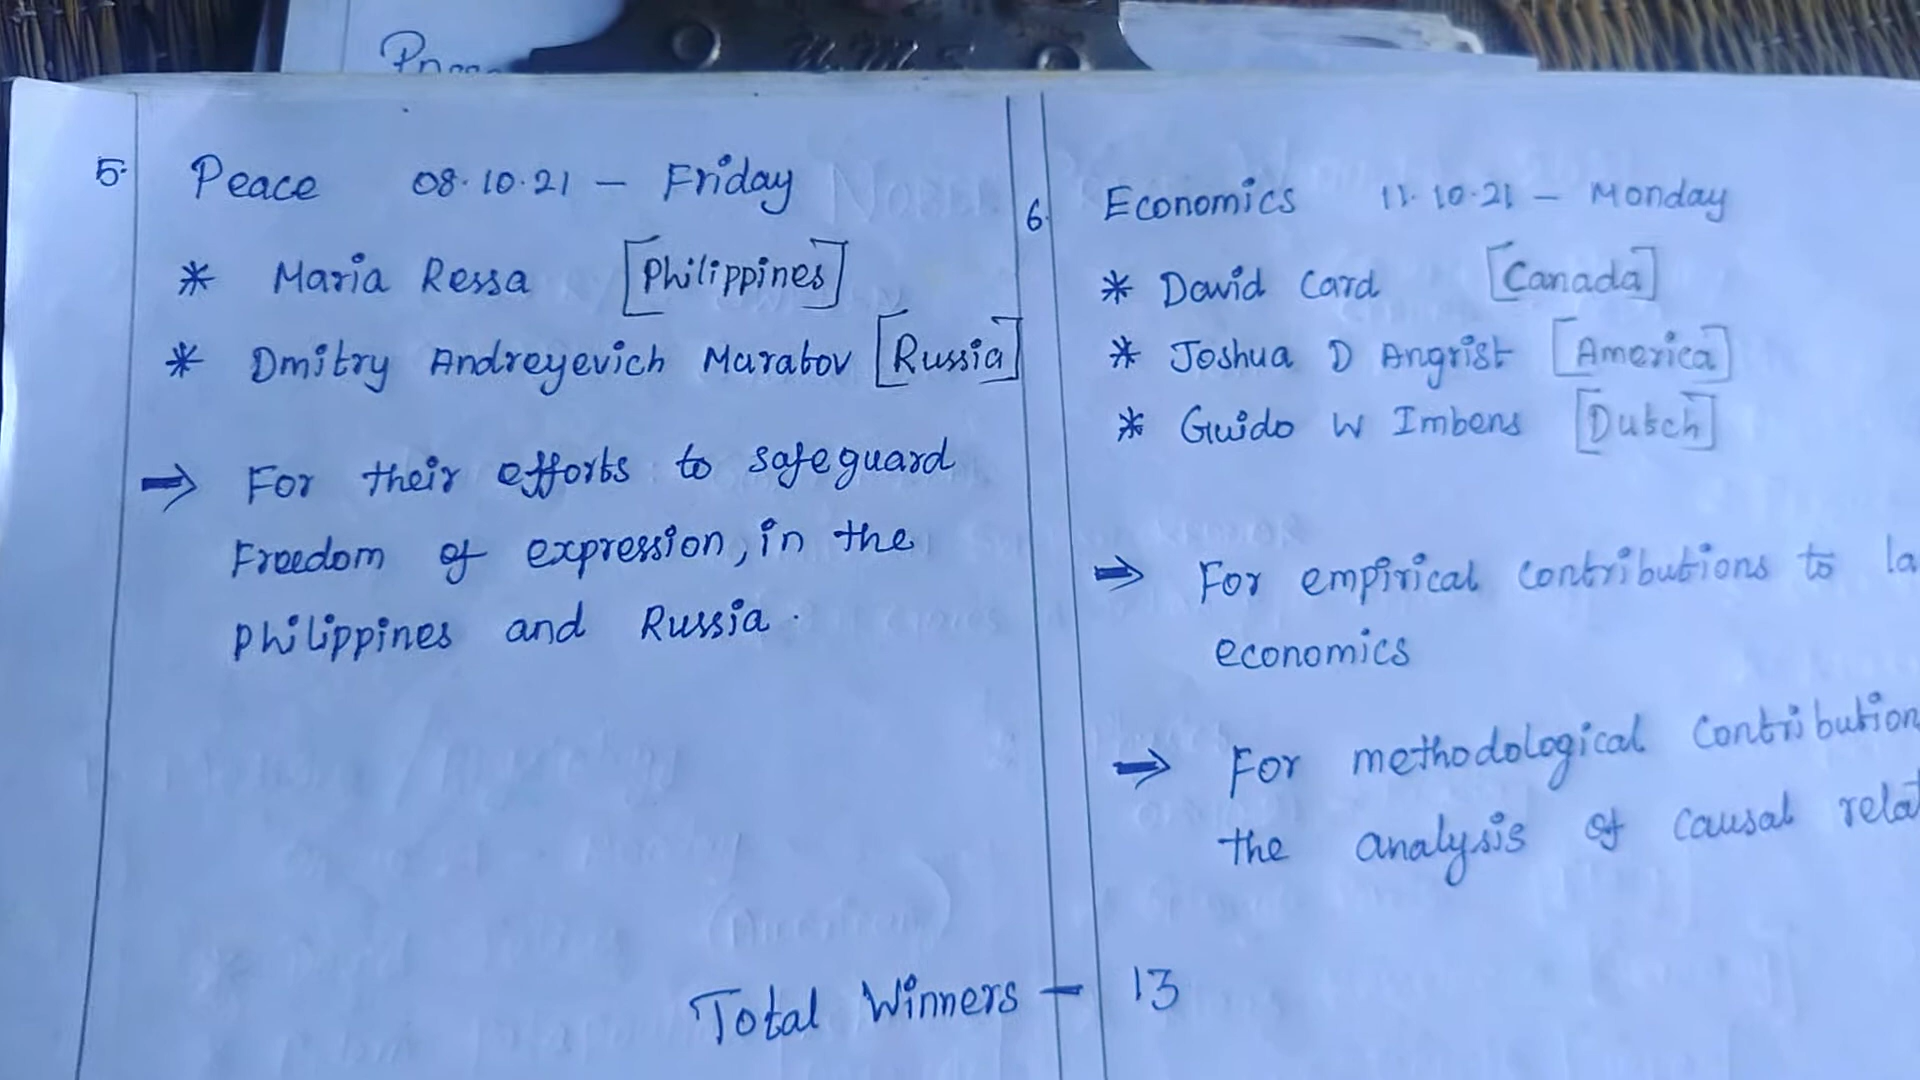 5. Peace 08.10.21 – Friday
* Maria Ressa [Philippines]
* Dmitry Andreyevich Muratov [Russia]
→ For their efforts to safeguard
Freedom of expression, in the
Philippines and Russia.
6. Economics 11.10.21 – Monday
* David Card [Canada]
* Joshua D Angrist [America]
* Guido W Imbens [Dutch]
→ For empirical contributions to la
economics
→ For methodological contribution
the analysis of causal relat
Total Winners – 13